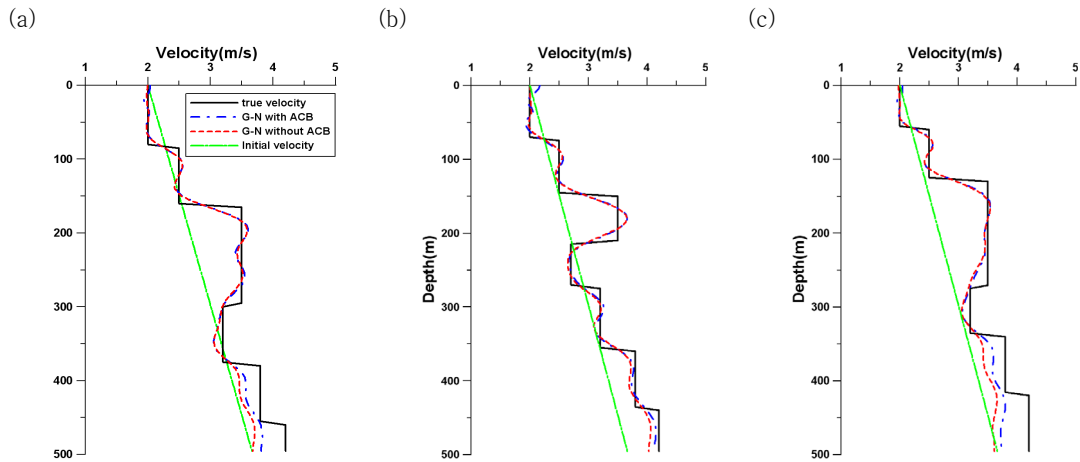 (a)
(b)
(c)
Velocity(m/s)
1 2 3 4 5
0
100
200
300
400
500
true velocity
G-N with ACB
G-N without ACB
Initial velocity
Velocity(m/s)
1 2 3 4 5
Depth(m)
0
100
200
300
400
500
Velocity(m/s)
1 2 3 4 5
Depth(m)
0
100
200
300
400
500